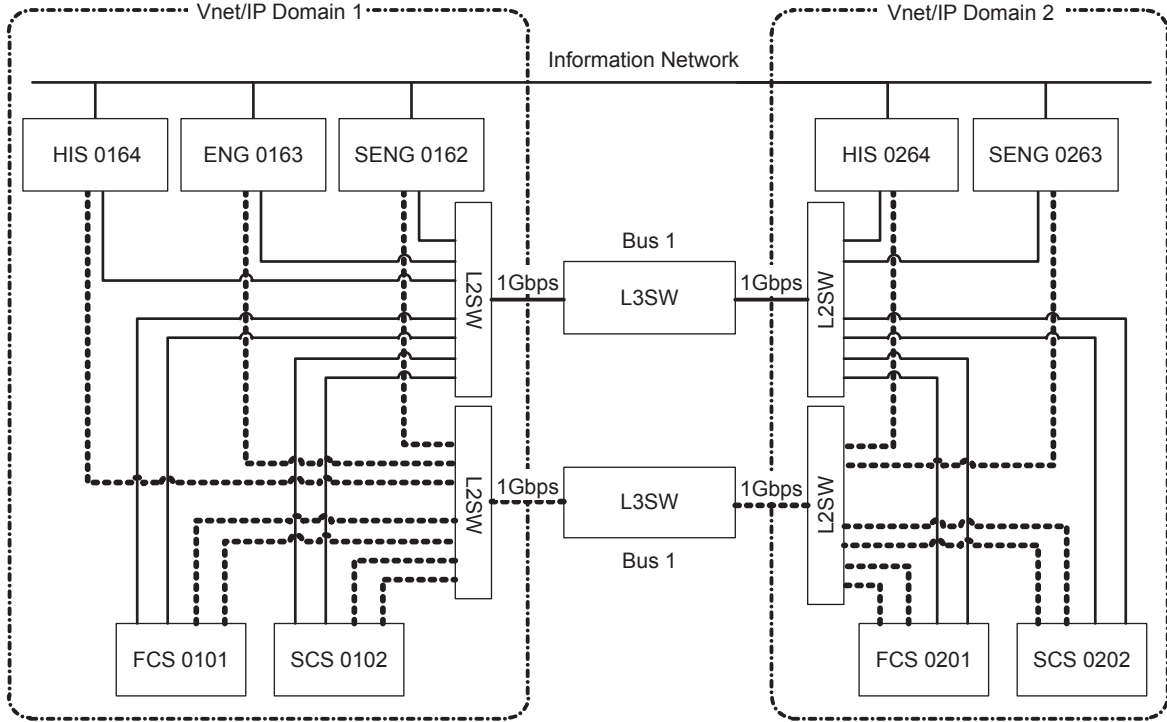 Vnet/IP Domain 1
Vnet/IP Domain 2
Information Network
HIS 0164
ENG 0163
SENG 0162
HIS 0264
SENG 0263
Bus 1
L2SW
1Gbps
L3SW
1Gbps
L2SW
L2SW
1Gbps
L3SW
1Gbps
L2SW
Bus 1
FCS 0101
SCS 0102
FCS 0201
SCS 0202